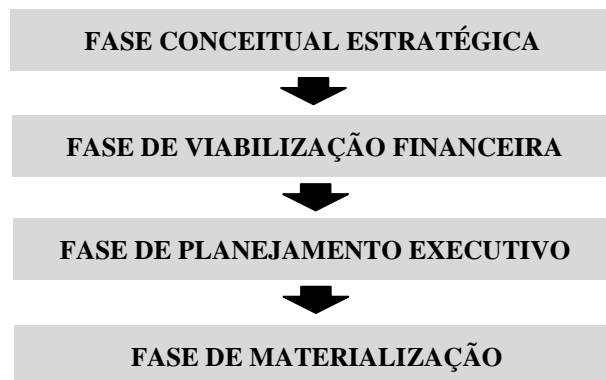 FASE CONCEITUAL ESTRATÉGICA
FASE DE VIABILIZAÇÃO FINANCEIRA
FASE DE PLANEJAMENTO EXECUTIVO
FASE DE MATERIALIZAÇÃO